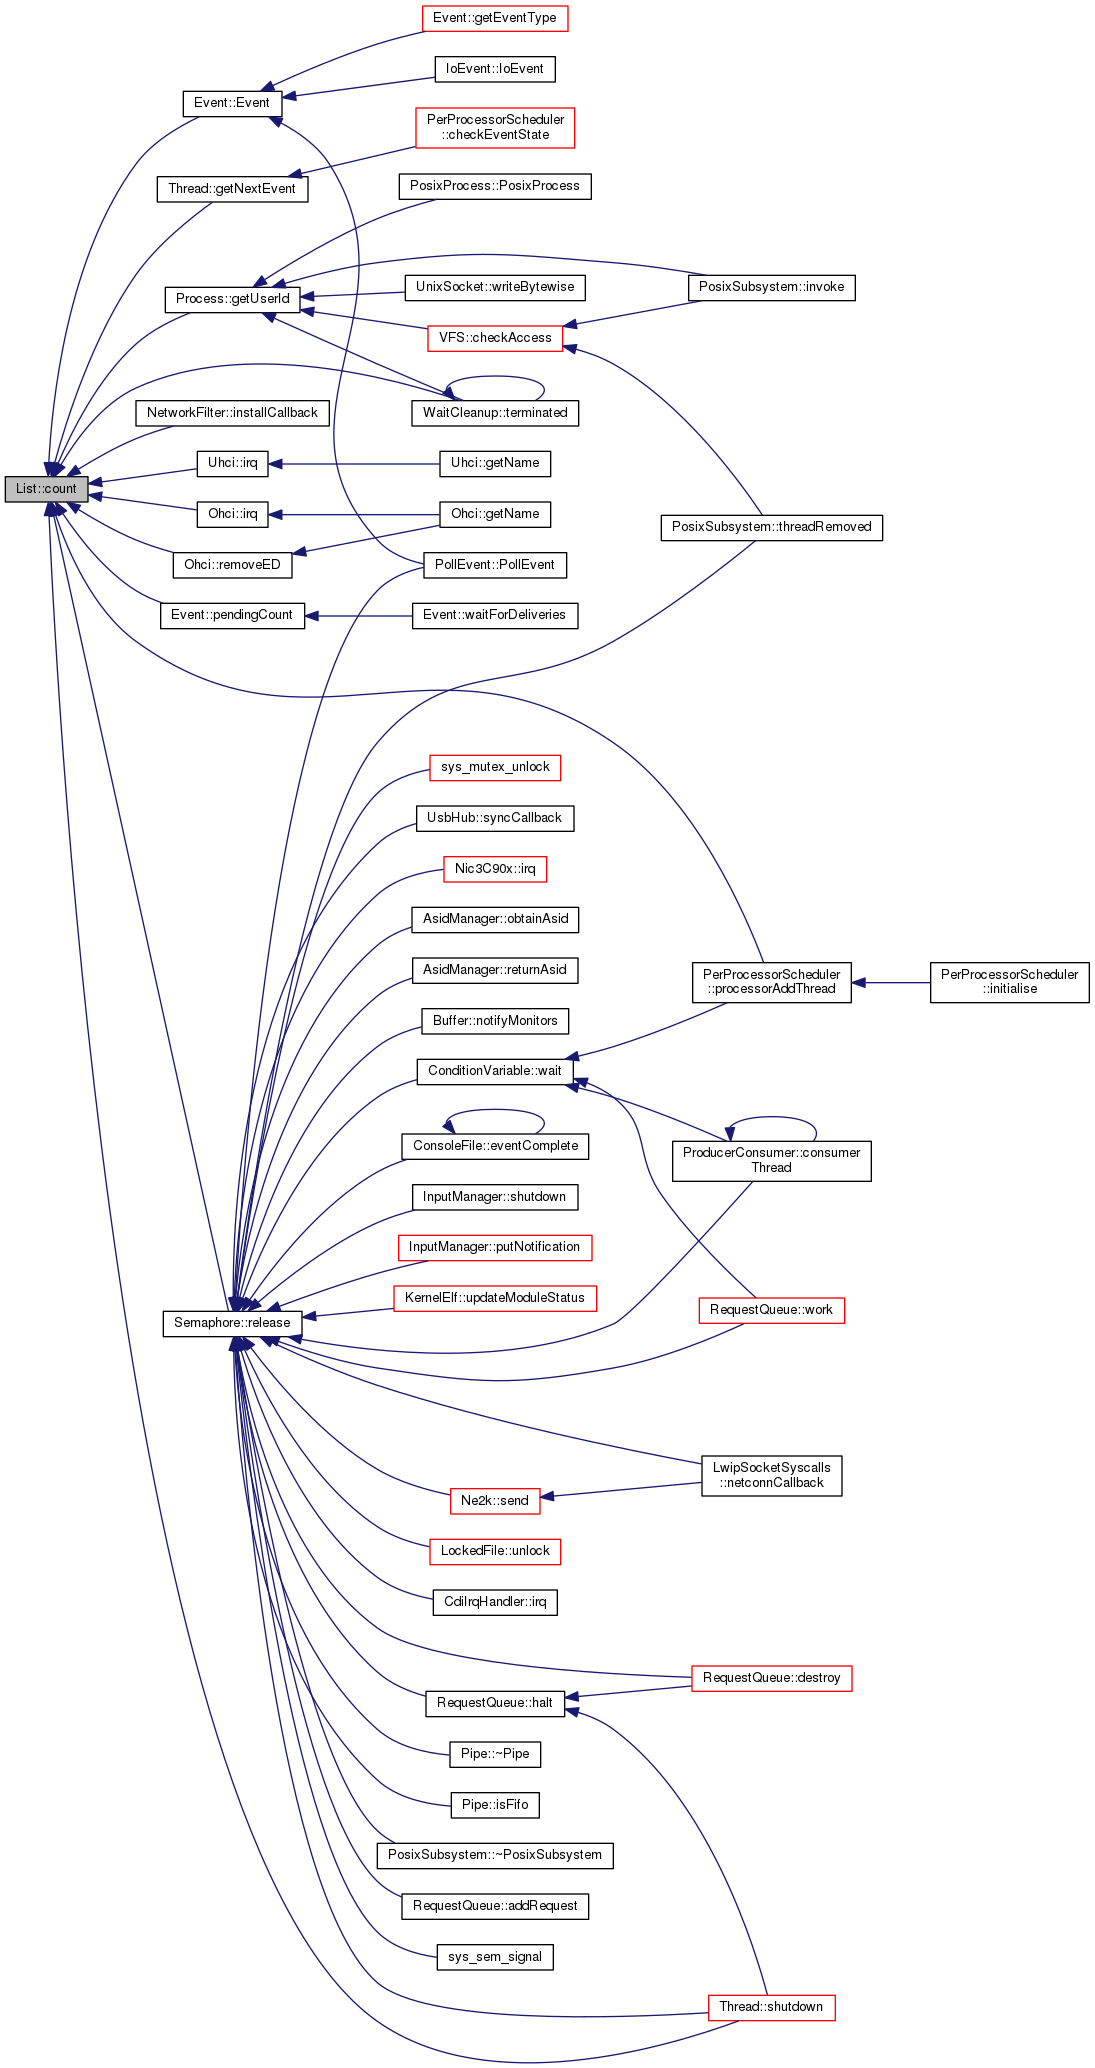 Event::getEventType
IoEvent::IoEvent
Event::Event
PerProcessorScheduler
::checkEventState
Thread::getNextEvent
PosixProcess::PosixProcess
UnixSocket::writeBytewise
PosixSubsystem::invoke
Process::getUserId
VFS::checkAccess
NetworkFilter::installCallback
WaitCleanup::terminated
Uhci::irq
Uhci::getName
List::count
Ohci::irq
Ohci::getName
PosixSubsystem::threadRemoved
Ohci::removeED
PollEvent::PollEvent
Event::pendingCount
Event::waitForDeliveries
sys_mutex_unlock
UsbHub::syncCallback
Nic3C90x::irq
AsidManager::obtainAsid
AsidManager::returnAsid
PerProcessorScheduler
::processorAddThread
PerProcessorScheduler
::initialise
Buffer::notifyMonitors
ConditionVariable::wait
ConsoleFile::eventComplete
ProducerConsumer::consumer
Thread
InputManager::shutdown
InputManager::putNotification
KernelElf::updateModuleStatus
RequestQueue::work
Semaphore::release
LwipSocketSyscalls
::netconnCallback
Ne2k::send
LockedFile::unlock
CdiIrqHandler::irq
RequestQueue::destroy
RequestQueue::halt
Pipe::~Pipe
Pipe::isFifo
PosixSubsystem::~PosixSubsystem
RequestQueue::addRequest
sys_sem_signal
Thread::shutdown